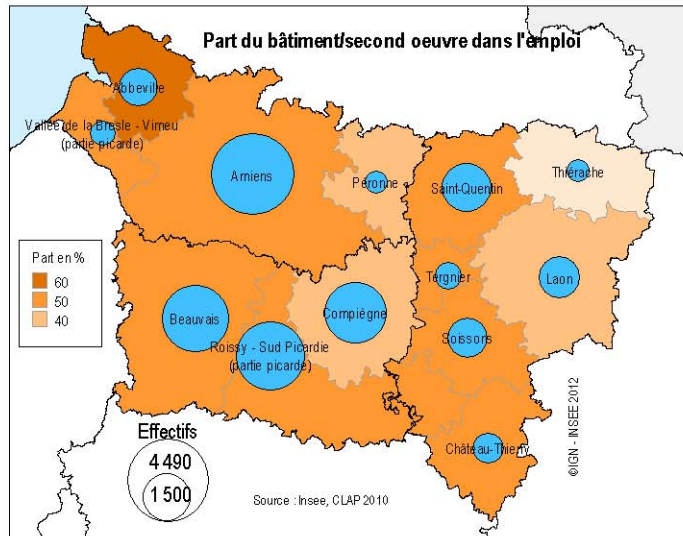 Part du bâtiment/second oeuvre dans l'emploi
Abbeville
Vallée de la Bresle - Vimeu
(partie picarde)
Amiens
Péronne
Saint-Quentin
Thiérache
Part en %
60
50
40
Tergnier
Laon
Beauvais
Compiègne
Roissy - Sud Picardie
(partie picarde)
Soissons
Château-Thierry
Effectifs
4 490
1 500
Source : Insee, CLAP 2010
©IGN - INSEE 2012